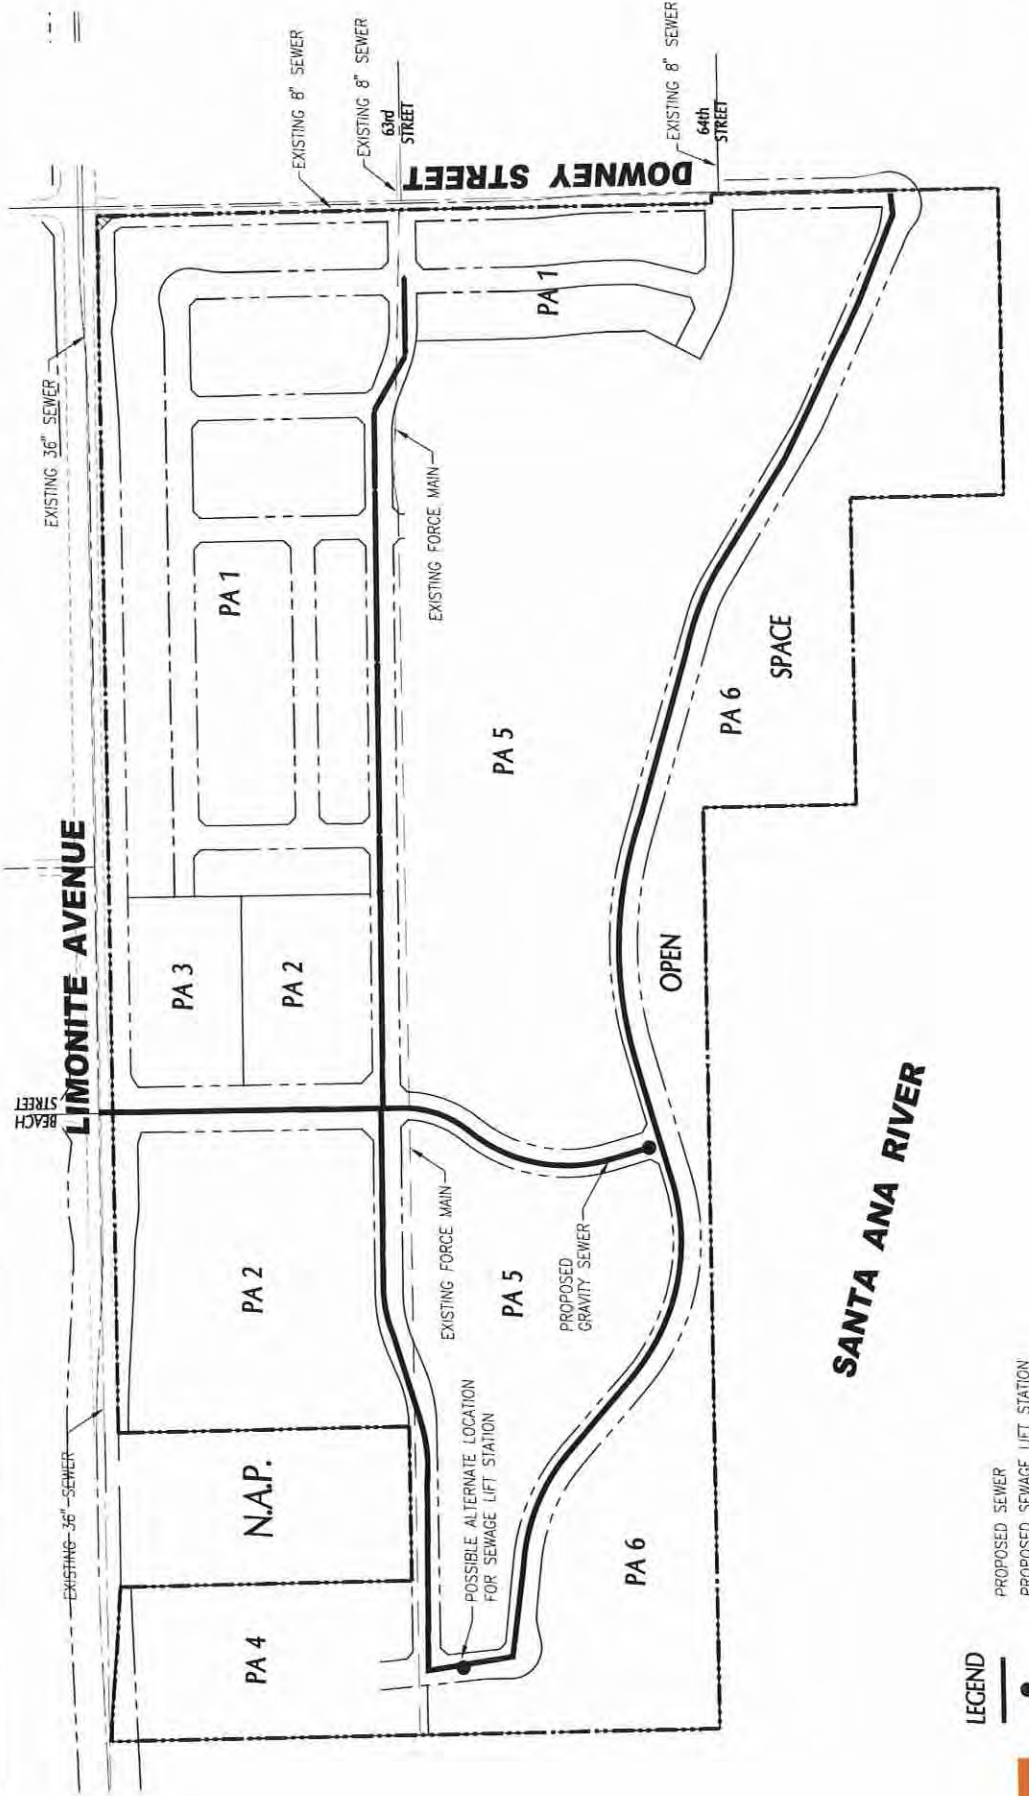 EXISTING 36" SEWER
EXISTING 8" SEWER
EXISTING 8" SEWER
63rd
STREET
EXISTING 8" SEWER
64th
STREET
DOWNEY STREET
LIMONITE AVENUE
BEACH
STREET
PA 1
PA 1
EXISTING FORCE MAIN
PA 3
PA 2
PA 5
PA 6
OPEN
SPACE
EXISTING 36" SEWER
PA 2
N.A.P.
PA 4
EXISTING FORCE MAIN
PA 5
PROPOSED
GRAVITY SEWER
POSSIBLE ALTERNATE LOCATION
FOR SEWAGE LIFT STATION
PA 6
SANTA ANA RIVER
LEGEND
PROPOSED SEWER
PROPOSED SEWAGE LIFT STATION